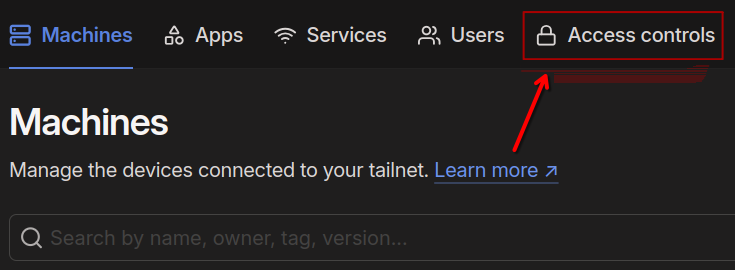 Machines Apps Services Users Access controls
Machines
Manage the devices connected to your tailnet. Learn more ↗
Search by name, owner, tag, version...